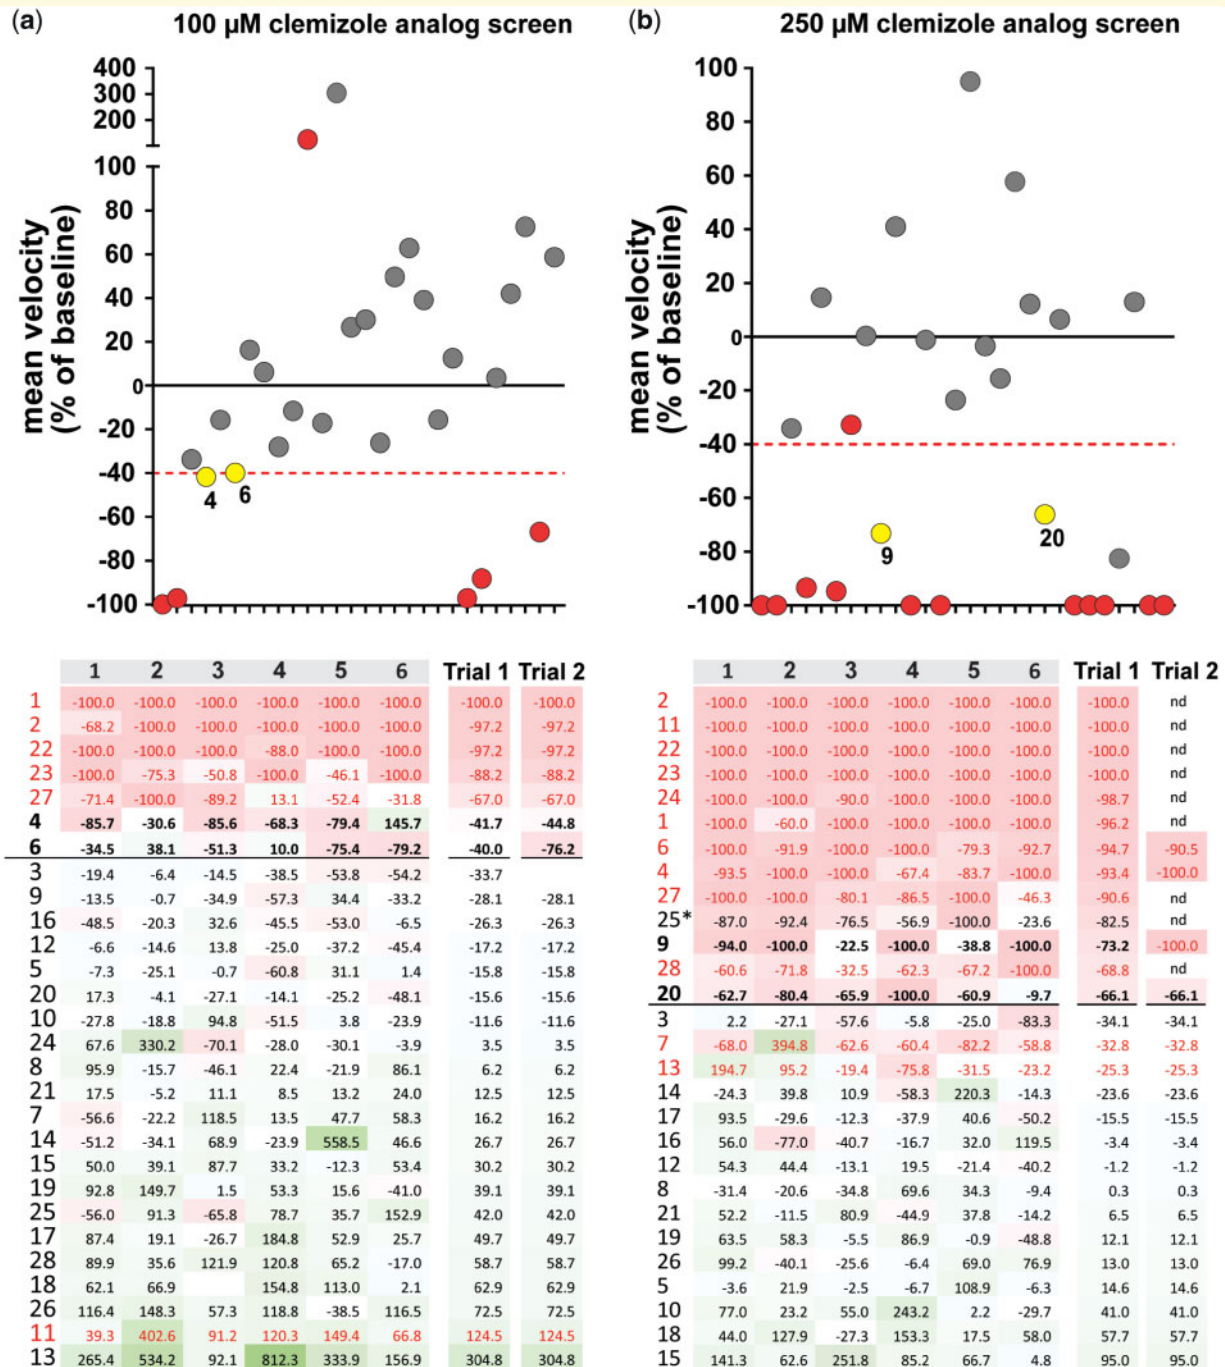 (a) 100 µM clemizole analog screen
mean velocity
(% of baseline)
400
300
200
100
80
60
40
20
0
-20
-40
-60
-80
-100
4
6
1 2 3 4 5 6 Trial 1 Trial 2
1 -100.0 -100.0 -100.0 -100.0 -100.0 -100.0 -100.0 -100.0
2 -68.2 -100.0 -100.0 -100.0 -100.0 -100.0 -97.2 -97.2
22 -100.0 -100.0 -100.0 -88.0 -100.0 -100.0 -97.2 -97.2
23 -100.0 -75.3 -50.8 -100.0 -46.1 -100.0 -88.2 -88.2
27 -71.4 -100.0 -89.2 13.1 -52.4 -31.8 -67.0 -67.0
4 -85.7 -30.6 -85.6 -68.3 -79.4 145.7 -41.7 -44.8
6 -34.5 38.1 -51.3 10.0 -75.4 -79.2 -40.0 -76.2
3 -19.4 -6.4 -14.5 -38.5 -53.8 -54.2 -33.7
9 -13.5 -0.7 -34.9 -57.3 34.4 -33.2 -28.1 -28.1
16 -48.5 -20.3 32.6 -45.5 -53.0 -6.5 -26.3 -26.3
12 -6.6 -14.6 13.8 -25.0 -37.2 -45.4 -17.2 -17.2
5 -7.3 -25.1 -0.7 -60.8 31.1 1.4 -15.8 -15.8
20 17.3 -4.1 -27.1 -14.1 -25.2 -48.1 -15.6 -15.6
10 -27.8 -18.8 94.8 -51.5 3.8 -23.9 -11.6 -11.6
24 67.6 330.2 -70.1 -28.0 -30.1 -3.9 3.5 3.5
8 95.9 -15.7 -46.1 22.4 -21.9 86.1 6.2 6.2
21 17.5 -5.2 11.1 8.5 13.2 24.0 12.5 12.5
7 -56.6 -22.2 118.5 13.5 47.7 58.3 16.2 16.2
14 -51.2 -34.1 68.9 -23.9 558.5 46.6 26.7 26.7
15 50.0 39.1 87.7 33.2 -12.3 53.4 30.2 30.2
19 92.8 149.7 1.5 53.3 15.6 -41.0 39.1 39.1
25 -56.0 91.3 -65.8 78.7 35.7 152.9 42.0 42.0
17 87.4 19.1 -26.7 184.8 52.9 25.7 49.7 49.7
28 89.9 35.6 121.9 120.8 65.2 -17.0 58.7 58.7
18 62.1 66.9 154.8 113.0 2.1 62.9 62.9
26 116.4 148.3 57.3 118.8 -38.5 116.5 72.5 72.5
11 39.3 402.6 91.2 120.3 149.4 66.8 124.5 124.5
13 265.4 534.2 92.1 812.3 333.9 156.9 304.8 304.8
(b) 250 µM clemizole analog screen
mean velocity
(% of baseline)
100
80
60
40
20
0
-20
-40
-60
-80
-100
9
20
1 2 3 4 5 6 Trial 1 Trial 2
2 -100.0 -100.0 -100.0 -100.0 -100.0 -100.0 -100.0 nd
11 -100.0 -100.0 -100.0 -100.0 -100.0 -100.0 -100.0 nd
22 -100.0 -100.0 -100.0 -100.0 -100.0 -100.0 -100.0 nd
23 -100.0 -100.0 -100.0 -100.0 -100.0 -100.0 -100.0 nd
24 -100.0 -100.0 -90.0 -100.0 -100.0 -100.0 -98.7 nd
1 -100.0 -60.0 -100.0 -100.0 -100.0 -100.0 -96.2 nd
6 -100.0 -91.9 -100.0 -100.0 -79.3 -92.7 -94.7 -90.5
4 -93.5 -100.0 -100.0 -67.4 -83.7 -100.0 -93.4 -100.0
27 -100.0 -100.0 -80.1 -86.5 -100.0 -46.3 -90.6 nd
25* -87.0 -92.4 -76.5 -56.9 -100.0 -23.6 -82.5 nd
9 -94.0 -100.0 -22.5 -100.0 -38.8 -100.0 -73.2 -100.0
28 -60.6 -71.8 -32.5 -62.3 -67.2 -100.0 -68.8 nd
20 -62.7 -80.4 -65.9 -100.0 -60.9 -9.7 -66.1 -66.1
3 2.2 -27.1 -57.6 -5.8 -25.0 -83.3 -34.1 -34.1
7 -68.0 394.8 -62.6 -60.4 -82.2 -58.8 -32.8 -32.8
13 194.7 95.2 -19.4 -75.8 -31.5 -23.2 -25.3 -25.3
14 -24.3 39.8 10.9 -58.3 220.3 -14.3 -23.6 -23.6
17 93.5 -29.6 -12.3 -37.9 40.6 -50.2 -15.5 -15.5
16 56.0 -77.0 -40.7 -16.7 32.0 119.5 -3.4 -3.4
12 54.3 44.4 -13.1 19.5 -21.4 -40.2 -1.2 -1.2
8 -31.4 -20.6 -34.8 69.6 34.3 -9.4 0.3 0.3
21 52.2 -11.5 80.9 -44.9 37.8 -14.2 6.5 6.5
19 63.5 58.3 -5.5 86.9 -0.9 -48.8 12.1 12.1
26 99.2 -40.1 -25.6 -6.4 69.0 76.9 13.0 13.0
5 -3.6 21.9 -2.5 -6.7 108.9 -6.3 14.6 14.6
10 77.0 23.2 55.0 243.2 2.2 -29.7 41.0 41.0
18 44.0 127.9 -27.3 153.3 17.5 58.0 57.7 57.7
15 141.3 62.6 251.8 85.2 66.7 4.8 95.0 95.0